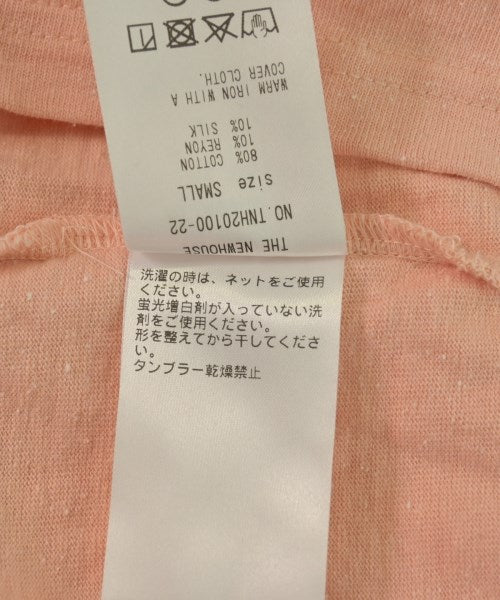 THE NEWHOUSE
NO.TNH20100-22
size SMALL
80% COTTON
10% REYON
10% SILK
WARM IRON WITH A
COVER CLOTH.
洗濯の時は、ネットをご使用
ください。
蛍光増白剤が入っていない洗
剤をご使用ください。
形を整えてから干してくださ
い。
タンブラー乾燥禁止